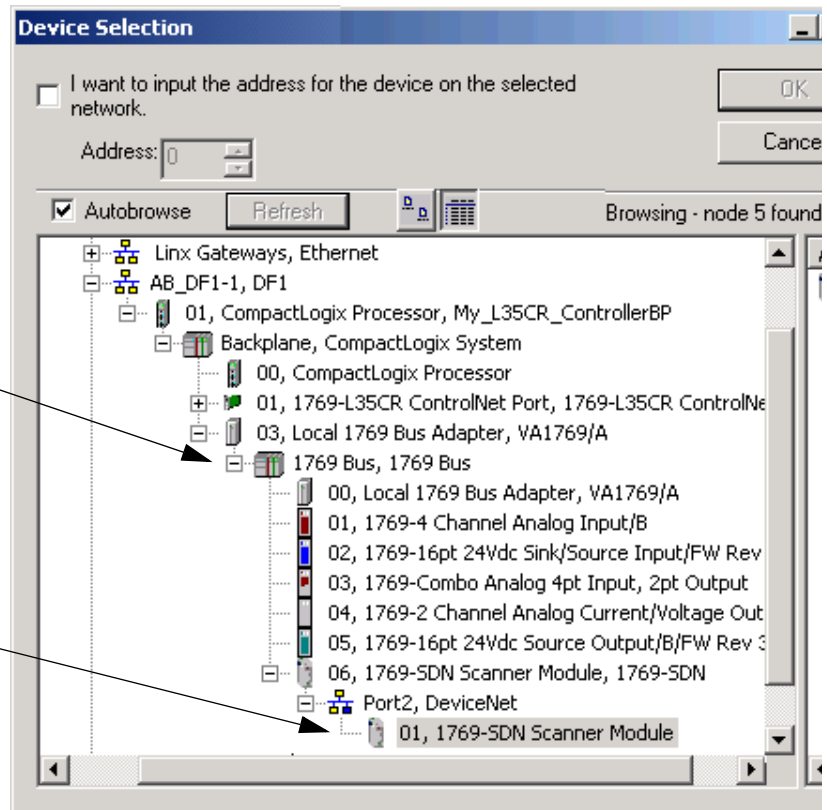 Device Selection
I want to input the address for the device on the selected
network.
OK
Address: 0
Cance
Autobrowse
Refresh
Browsing - node 5 found
Linx Gateways, Ethernet
AB_DF1-1, DF1
01, CompactLogix Processor, My_L35CR_ControllerBP
Backplane, CompactLogix System
00, CompactLogix Processor
01, 1769-L35CR ControlNet Port, 1769-L35CR ControlNe
03, Local 1769 Bus Adapter, VA1769/A
1769 Bus, 1769 Bus
00, Local 1769 Bus Adapter, VA1769/A
01, 1769-4 Channel Analog Input/B
02, 1769-16pt 24Vdc Sink/Source Input/FW Rev
03, 1769-Combo Analog 4pt Input, 2pt Output
04, 1769-2 Channel Analog Current/Voltage Out
05, 1769-16pt 24Vdc Source Output/B/FW Rev 3
06, 1769-SDN Scanner Module, 1769-SDN
Port2, DeviceNet
01, 1769-SDN Scanner Module